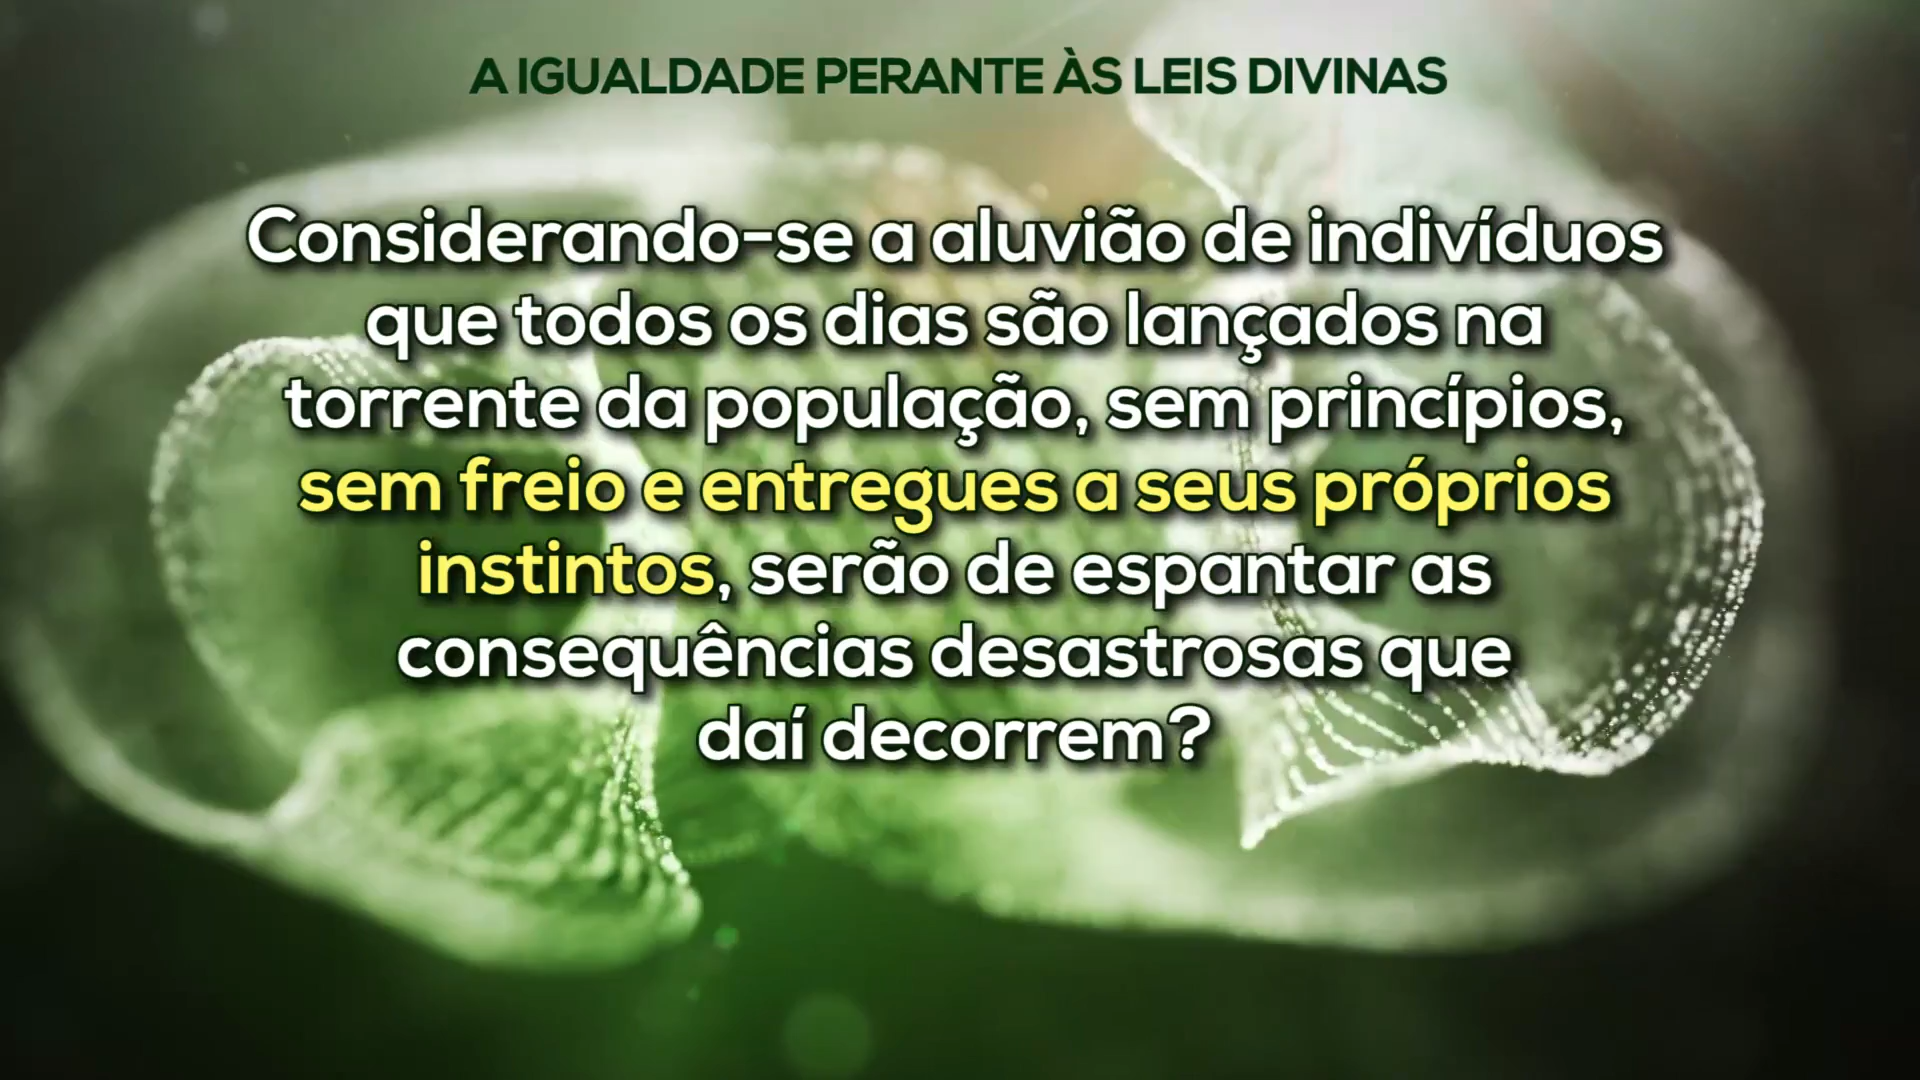 A IGUALDADE PERANTE ÀS LEIS DIVINAS
Considerando-se a aluvião de indivíduos
que todos os dias são lançados na
torrente da população, sem princípios,
sem freio e entregues a seus próprios
instintos, serão de espantar as
consequências desastrosas que
daí decorrem?